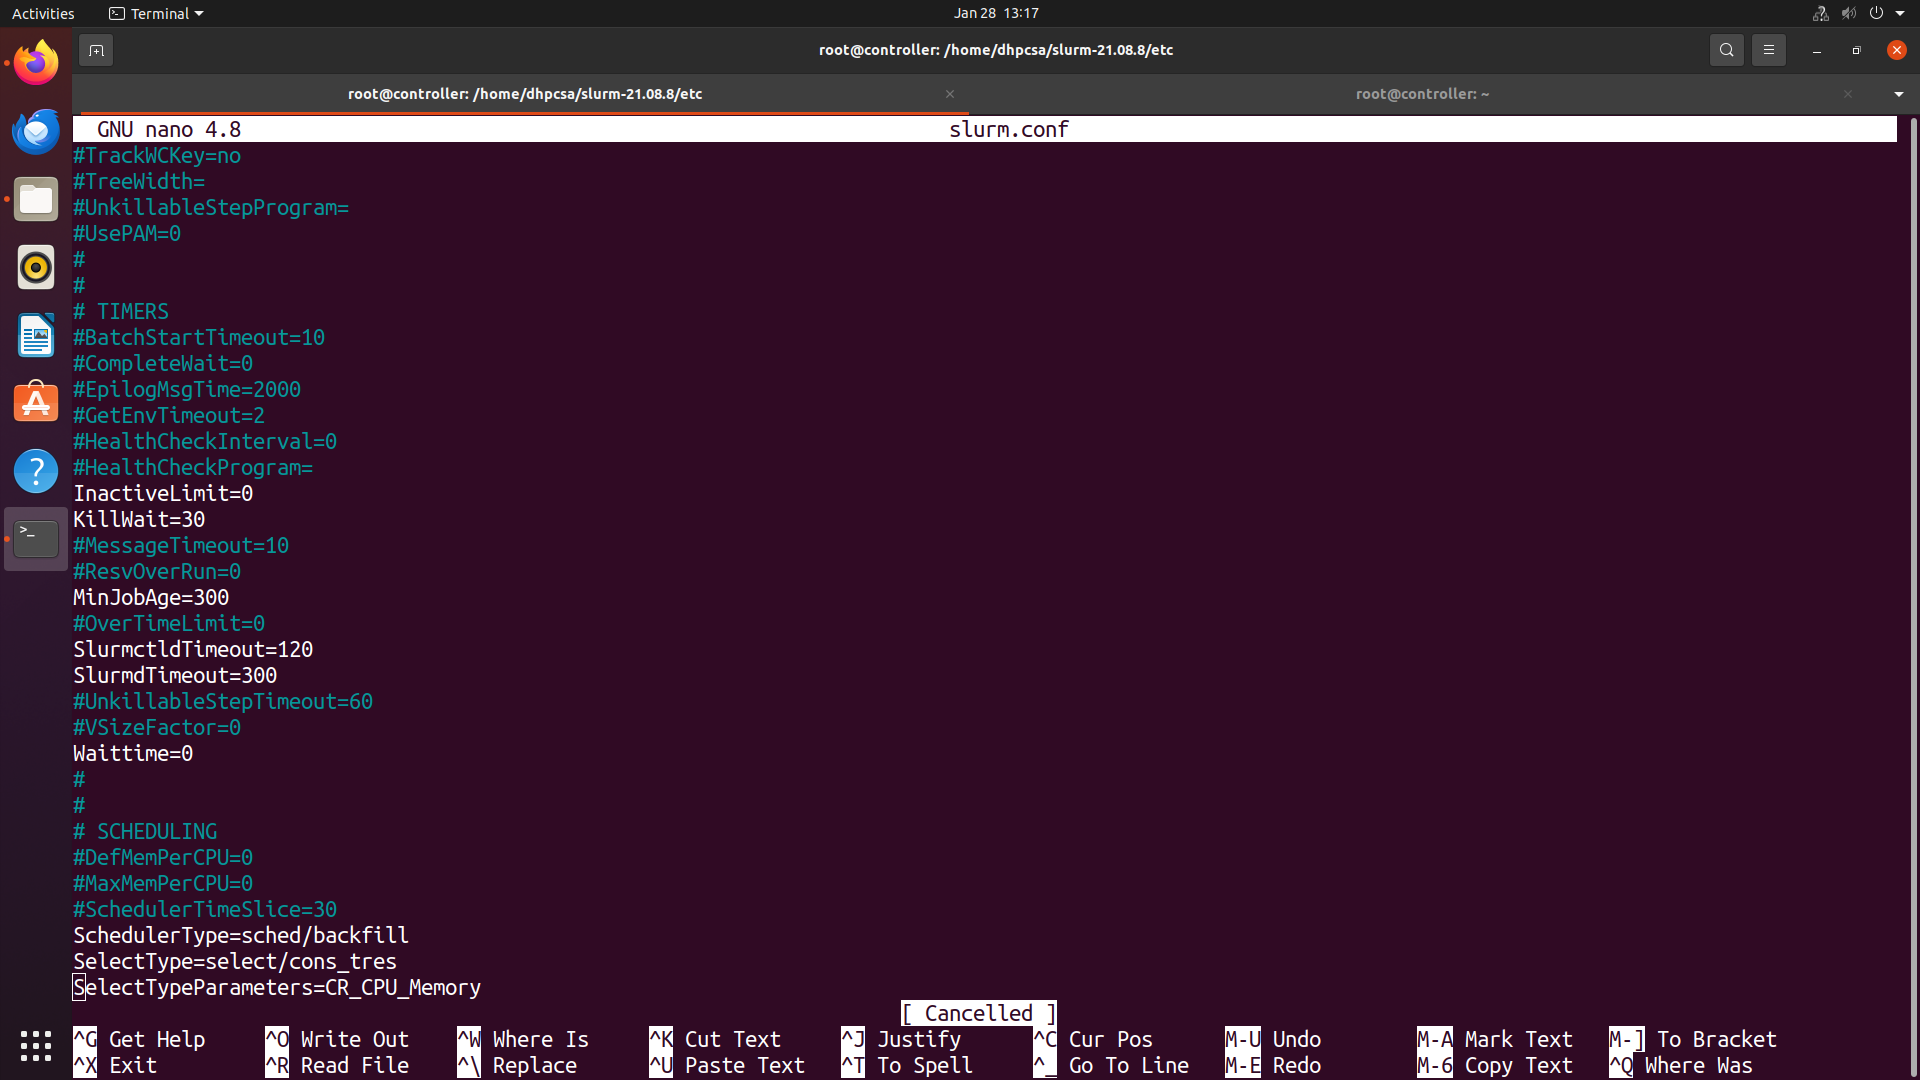 Activities
Terminal
Jan 28 13:17
root@controller: /home/dhpcsa/slurm-21.08.8/etc
root@controller: /home/dhpcsa/slurm-21.08.8/etc
root@controller: ~
GNU nano 4.8 slurm.conf
#TrackWCKey=no
#TreeWidth=
#UnkillableStepProgram=
#UsePAM=0
#
#
# TIMERS
#BatchStartTimeout=10
#CompleteWait=0
#EpilogMsgTime=2000
#GetEnvTimeout=2
#HealthCheckInterval=0
#HealthCheckProgram=
InactiveLimit=0
KillWait=30
#MessageTimeout=10
#ResvOverRun=0
MinJobAge=300
#OverTimeLimit=0
SlurmctldTimeout=120
SlurmdTimeout=300
#UnkillableStepTimeout=60
#VSizeFactor=0
Waittime=0
#
#
# SCHEDULING
#DefMemPerCPU=0
#MaxMemPerCPU=0
#SchedulerTimeSlice=30
SchedulerType=sched/backfill
SelectType=select/cons_tres
SelectTypeParameters=CR_CPU_Memory
[ Cancelled ]
^G Get Help ^O Write Out ^W Where Is ^K Cut Text ^J Justify ^C Cur Pos M-U Undo M-A Mark Text M-] To Bracket
^X Exit ^R Read File ^\ Replace ^U Paste Text ^T To Spell ^_ Go To Line M-E Redo M-6 Copy Text ^Q Where Was